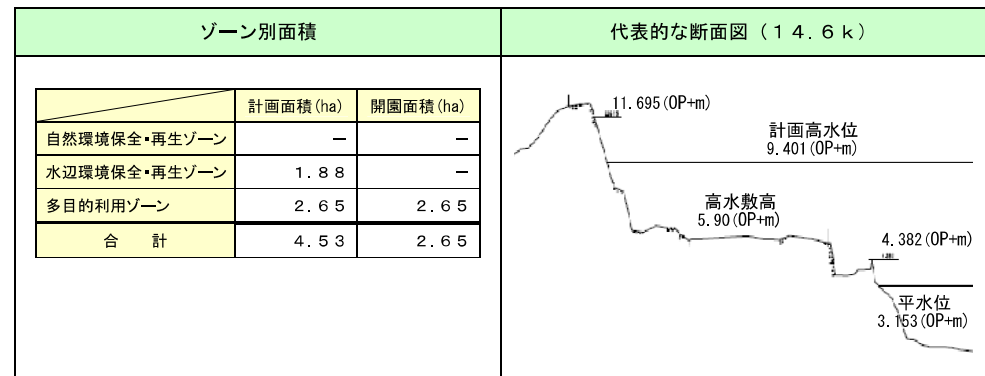 ゾーン別面積
代表的な断面図（１４．６ｋ）
計画面積(ha) 開園面積(ha)
自然環境保全・再生ゾーン － －
水辺環境保全・再生ゾーン １．８８ －
多目的利用ゾーン ２．６５ ２．６５
合　　計 ４．５３ ２．６５
11.695(OP+m)
計画高水位
9.401(OP+m)
高水敷高
5.90(OP+m)
4.382(OP+m)
平水位
3.153(OP+m)